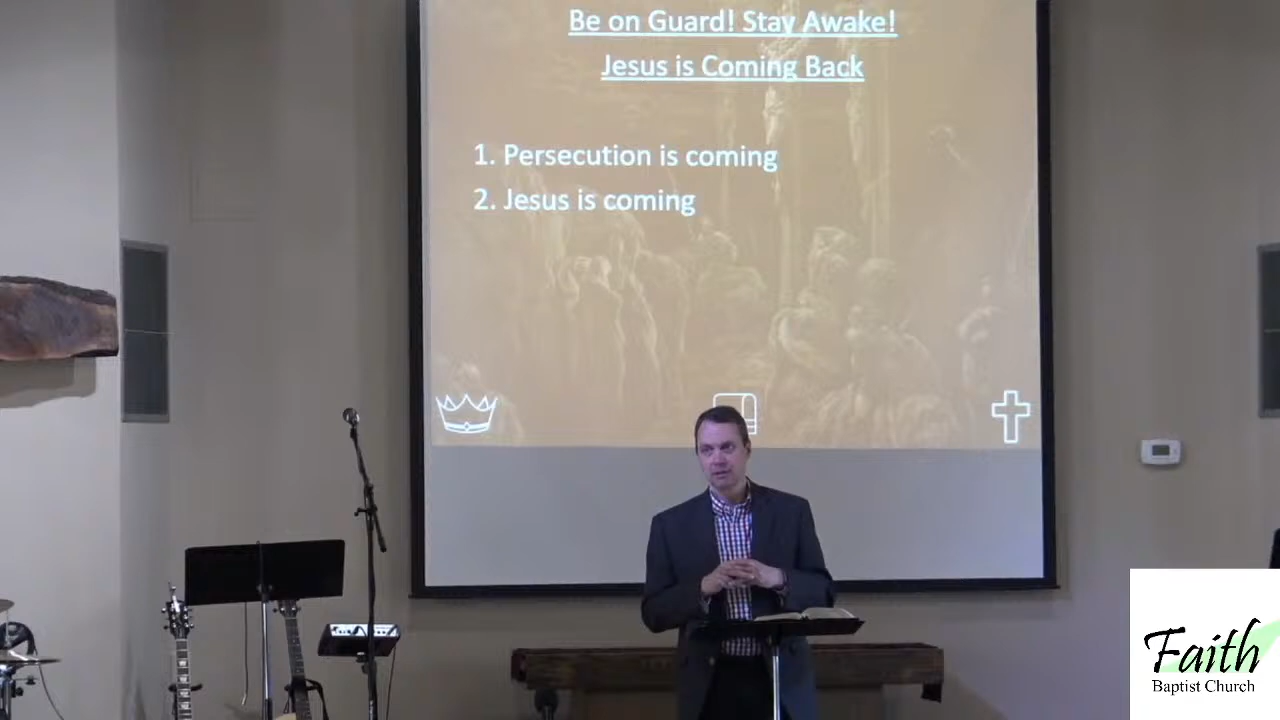 Be on Guard! Stay Awake!
Jesus is Coming Back
1. Persecution is coming
2. Jesus is coming
Faith
Baptist Church